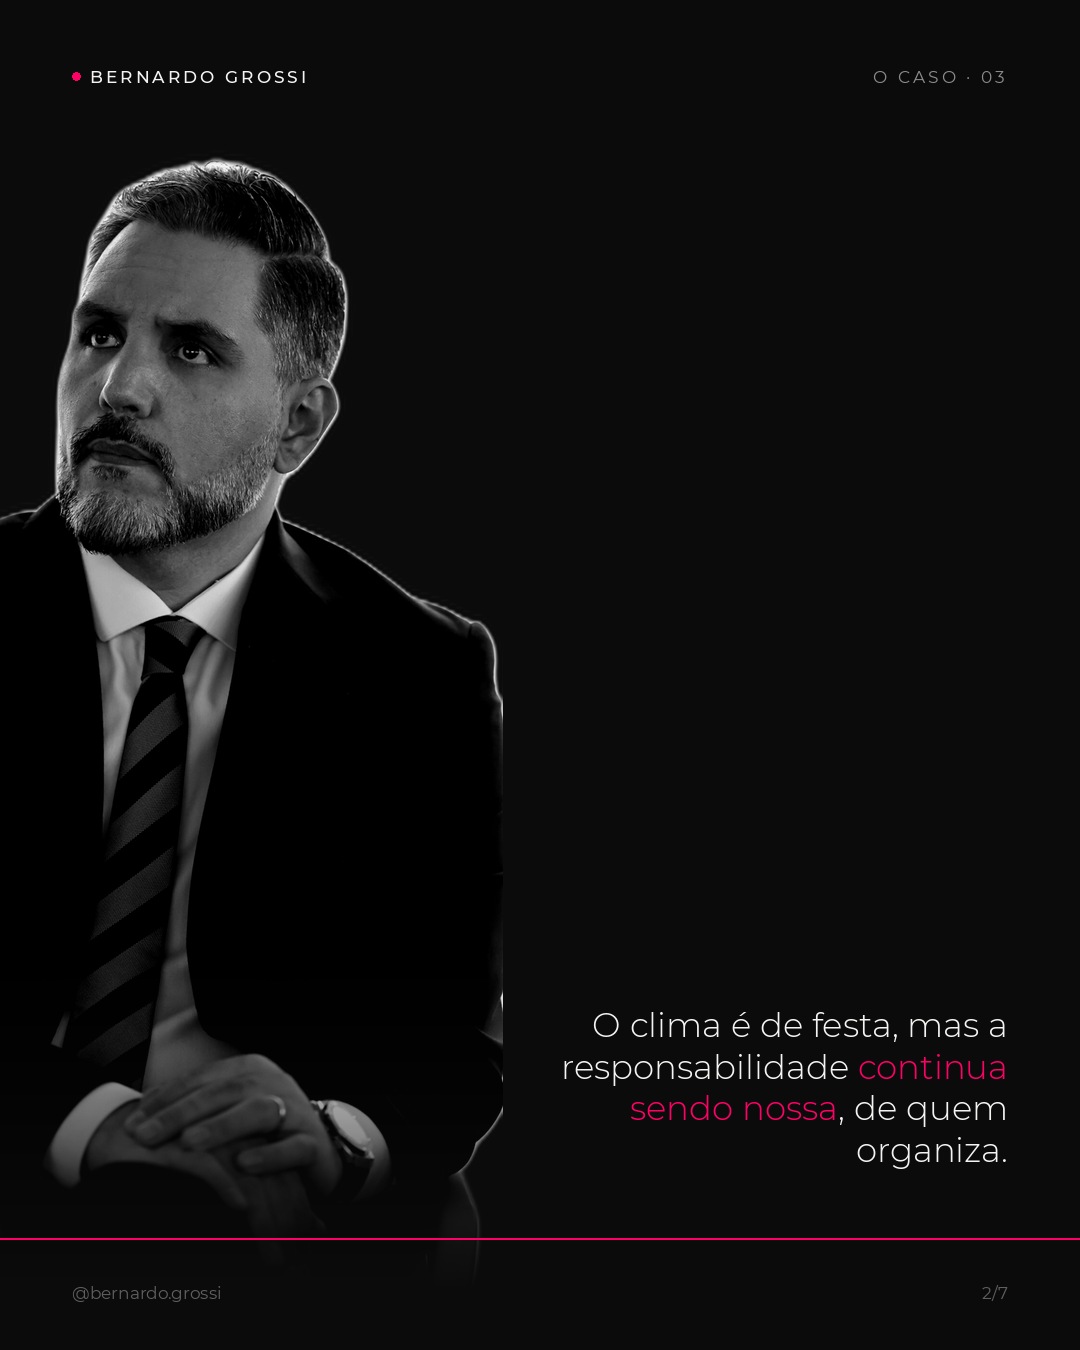 BERNARDO GROSSI
O CASO · 03
O clima é de festa, mas a
responsabilidade continua
sendo nossa, de quem
organiza.
@bernardo.grossi
2/7